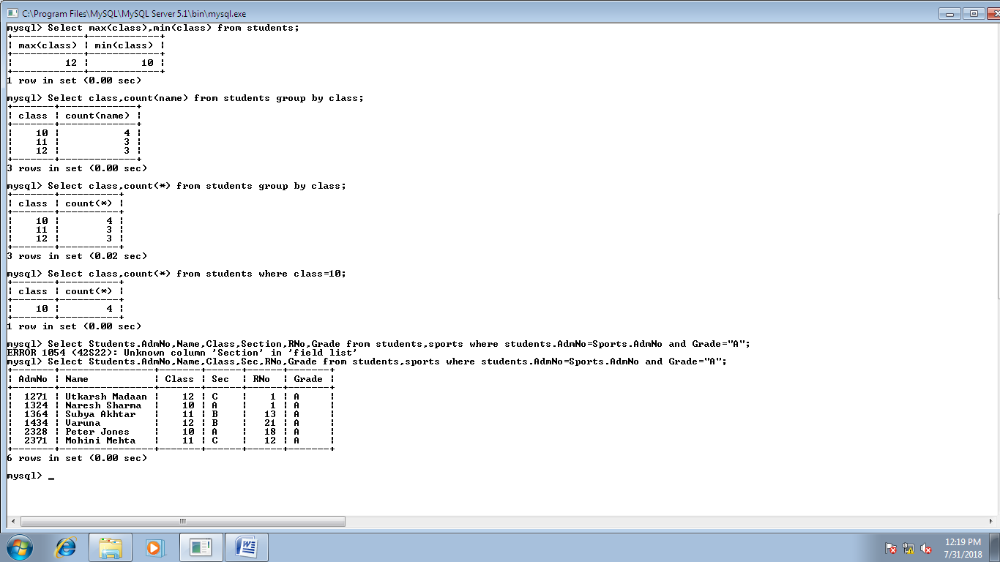 C:\Program Files\MySQL\MySQL Server 5.1\bin\mysql.exe
mysql> Select max(class),min(class) from students;
+------------+------------+
| max(class) | min(class) |
+------------+------------+
|         12 |         10 |
+------------+------------+
1 row in set (0.00 sec)
mysql> Select class,count(name) from students group by class;
+-------+-------------+
| class | count(name) |
+-------+-------------+
|    10 |           4 |
|    11 |           3 |
|    12 |           3 |
+-------+-------------+
3 rows in set (0.00 sec)
mysql> Select class,count(*) from students group by class;
+-------+----------+
| class | count(*) |
+-------+----------+
|    10 |        4 |
|    11 |        3 |
|    12 |        3 |
+-------+----------+
3 rows in set (0.02 sec)
mysql> Select class,count(*) from students where class=10;
+-------+----------+
| class | count(*) |
+-------+----------+
|    10 |        4 |
+-------+----------+
1 row in set (0.00 sec)
mysql> Select Students.AdmNo,Name,Class,Section,RNo,Grade from students,sports where students.AdmNo=Sports.AdmNo and Grade="A";
ERROR 1054 (42S22): Unknown column 'Section' in 'field list'
mysql> Select Students.AdmNo,Name,Class,Sec,RNo,Grade from students,sports where students.AdmNo=Sports.AdmNo and Grade="A";
+-------+----------------+-------+------+------+-------+
| AdmNo | Name           | Class | Sec  | RNo  | Grade |
+-------+----------------+-------+------+------+-------+
|  1271 | Utkarsh Madaan |    12 | C    |    1 | A     |
|  1324 | Naresh Sharma  |    10 | A    |    1 | A     |
|  1364 | Subya Akhtar   |    11 | B    |   13 | A     |
|  1434 | Varuna         |    12 | B    |   21 | A     |
|  2328 | Peter Jones    |    10 | A    |   18 | A     |
|  2371 | Mohini Mehta   |    11 | C    |   12 | A     |
+-------+----------------+-------+------+------+-------+
6 rows in set (0.00 sec)
mysql> _
12:19 PM
7/31/2018